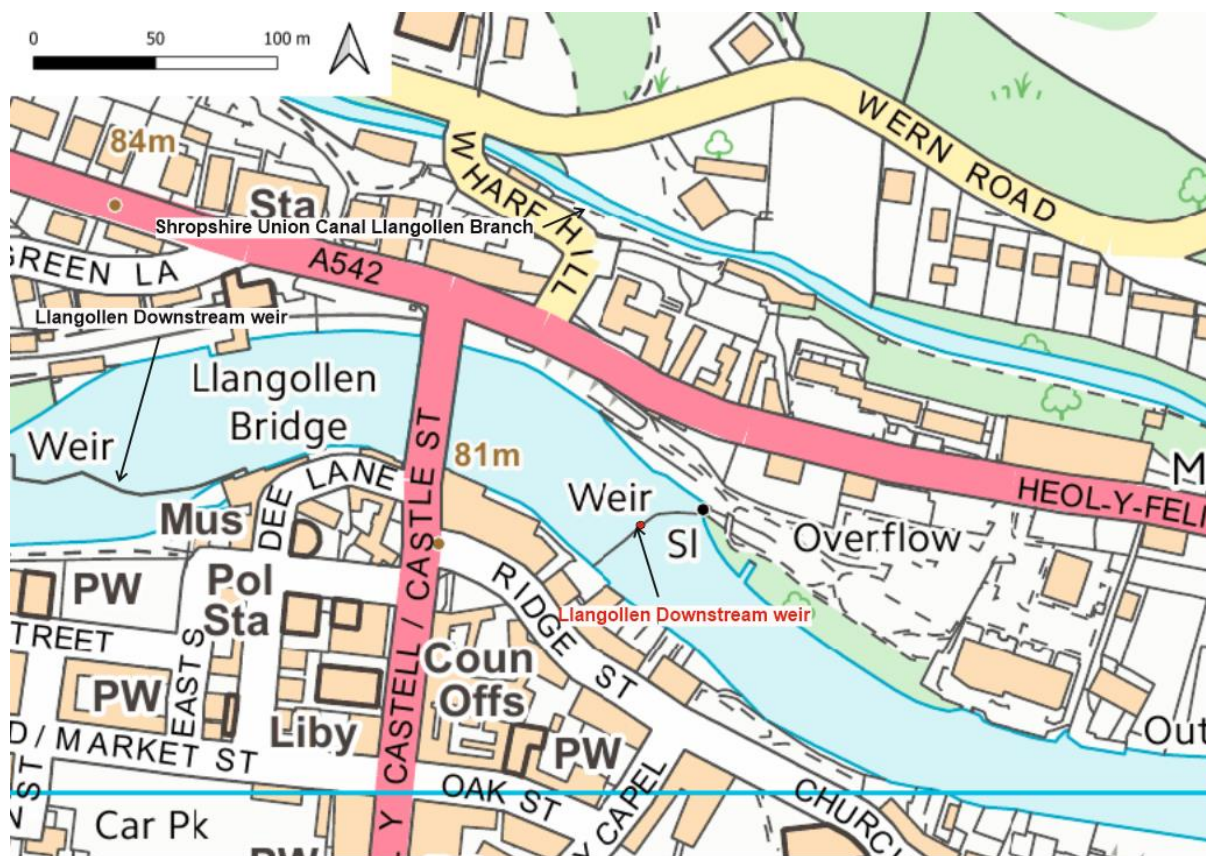 0 50 100 m
WERN ROAD
WHARF HILL
84m
Sta
Shropshire Union Canal Llangollen Branch
GREEN LA
A542
Llangollen Downstream weir
Llangollen
Bridge
Weir
81m
DEE LANE
Mus
Weir
Sl
Overflow
HEOL-Y-FELI
M
Llangollen Downstream weir
PW
Pol
Sta
RIDGE ST
Y CASTELL / CASTLE ST
TREET
EAST S
PW
Coun
Offs
Liby
PW
Out
D / MARKET ST
OAK ST
Y CAPEL
CHURCH
ST
Car Pk